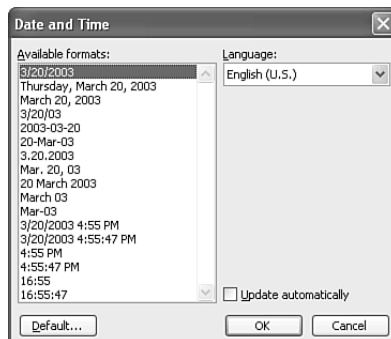 Date and Time
Available formats:
3/20/2003
Thursday, March 20, 2003
March 20, 2003
3/20/03
2003-03-20
20-Mar-03
3.20.2003
Mar. 20, 03
20 March 2003
March 03
Mar-03
3/20/2003 4:55 PM
3/20/2003 4:55:47 PM
4:55 PM
4:55:47 PM
16:55
16:55:47
Language:
English (U.S.)
Update automatically
Default...
OK
Cancel